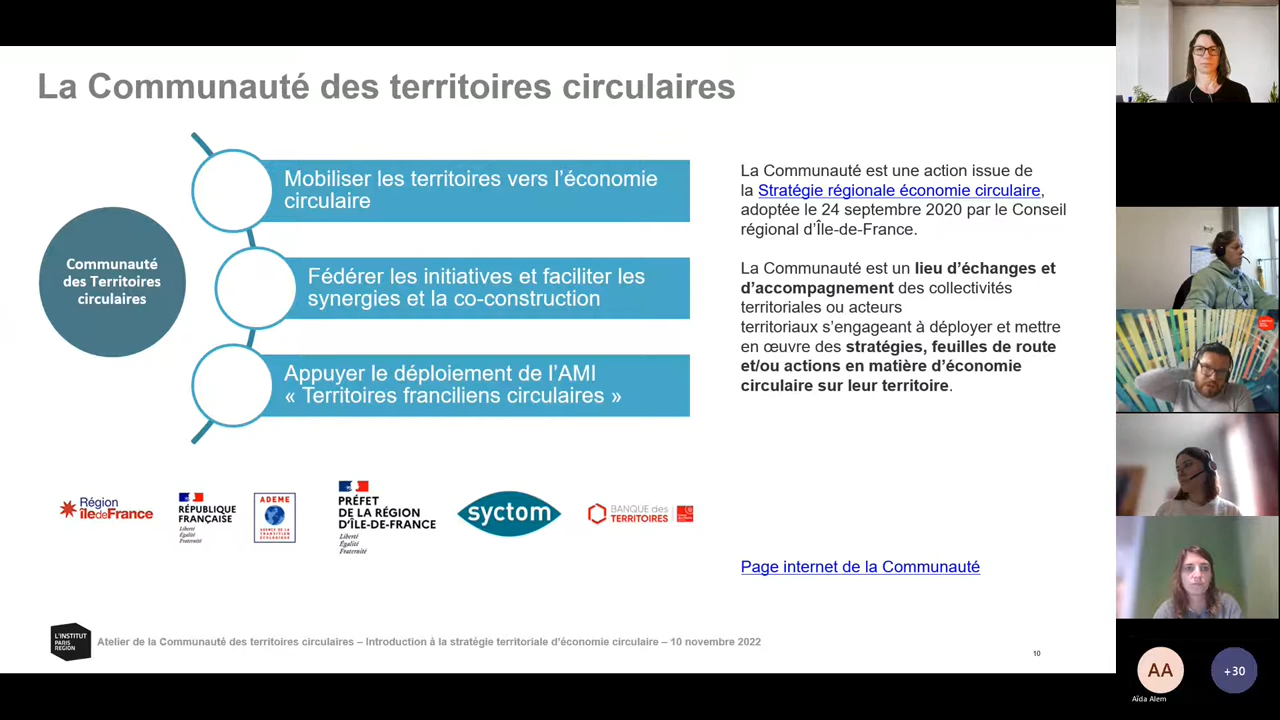 La Communauté des territoires circulaires
Communauté
des Territoires
circulaires
Mobiliser les territoires vers l’économie
circulaire
Fédérer les initiatives et faciliter les
synergies et la co-construction
Appuyer le déploiement de l’AMI
« Territoires franciliens circulaires »
La Communauté est une action issue de
la Stratégie régionale économie circulaire,
adoptée le 24 septembre 2020 par le Conseil
régional d’Île-de-France.
La Communauté est un lieu d’échanges et
d’accompagnement des collectivités
territoriales ou acteurs
territoriaux s’engageant à déployer et mettre
en œuvre des stratégies, feuilles de route
et/ou actions en matière d’économie
circulaire sur leur territoire.
Région
îledeFrance
RÉPUBLIQUE
FRANÇAISE
Liberté
Égalité
Fraternité
ADEME
PRÉFET
DE LA RÉGION
D’ÎLE-DE-FRANCE
Liberté
Égalité
Fraternité
syctom
BANQUE des
TERRITOIRES
Page internet de la Communauté
L’INSTITUT
PARIS
REGION
Atelier de la Communauté des territoires circulaires – Introduction à la stratégie territoriale d’économie circulaire – 10 novembre 2022
10
AA
Aïda Alem
+30